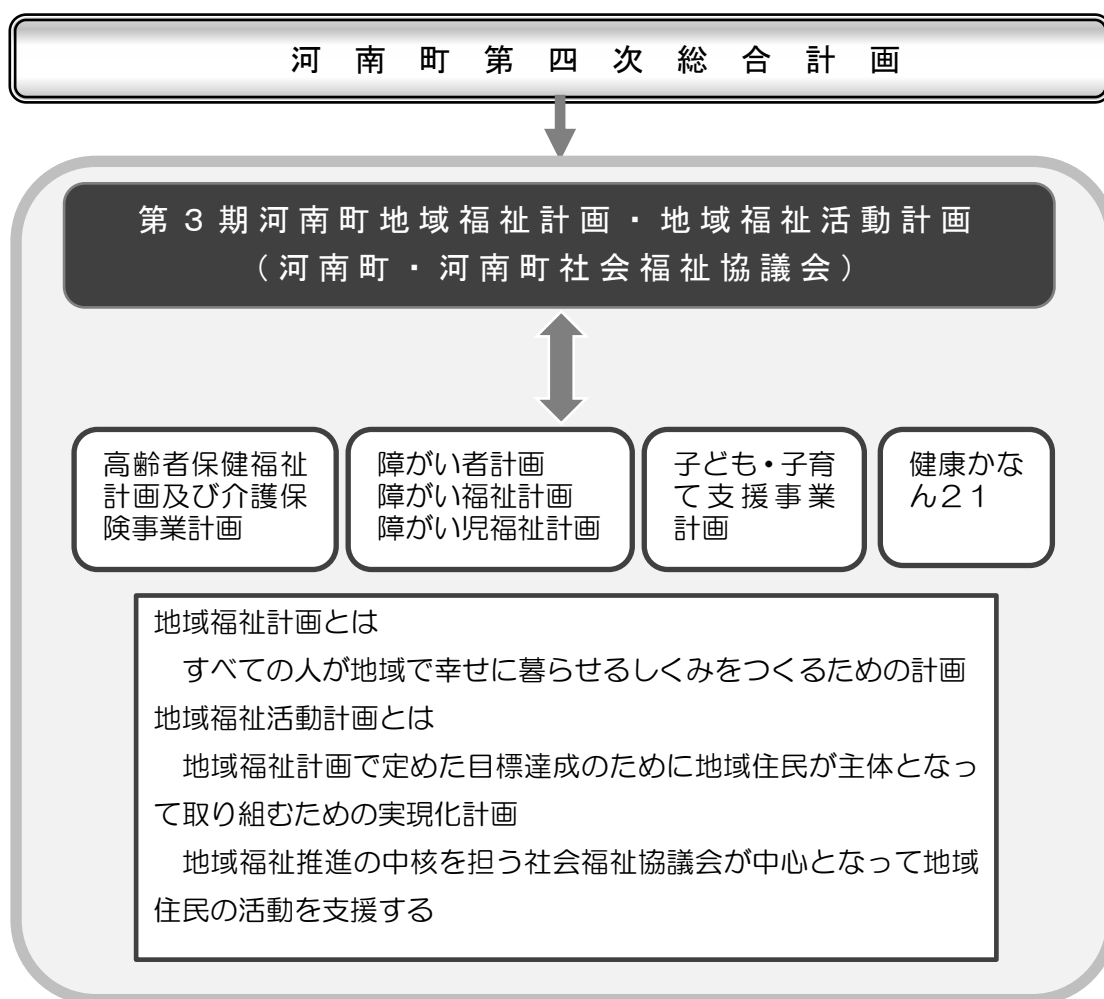 河南町第四次総合計画
第3期河南町地域福祉計画・地域福祉活動計画
(河南町・河南町社会福祉協議会)
高齢者保健福祉
計画及び介護保
険事業計画
障がい者計画
障がい福祉計画
障がい児福祉計画
子ども・子育
て支援事業
計画
健康かな
ん21
地域福祉計画とは
すべての人が地域で幸せに暮らせるしくみをつくるための計画
地域福祉活動計画とは
地域福祉計画で定めた目標達成のために地域住民が主体となっ
て取り組むための実現化計画
地域福祉推進の中核を担う社会福祉協議会が中心となって地域
住民の活動を支援する